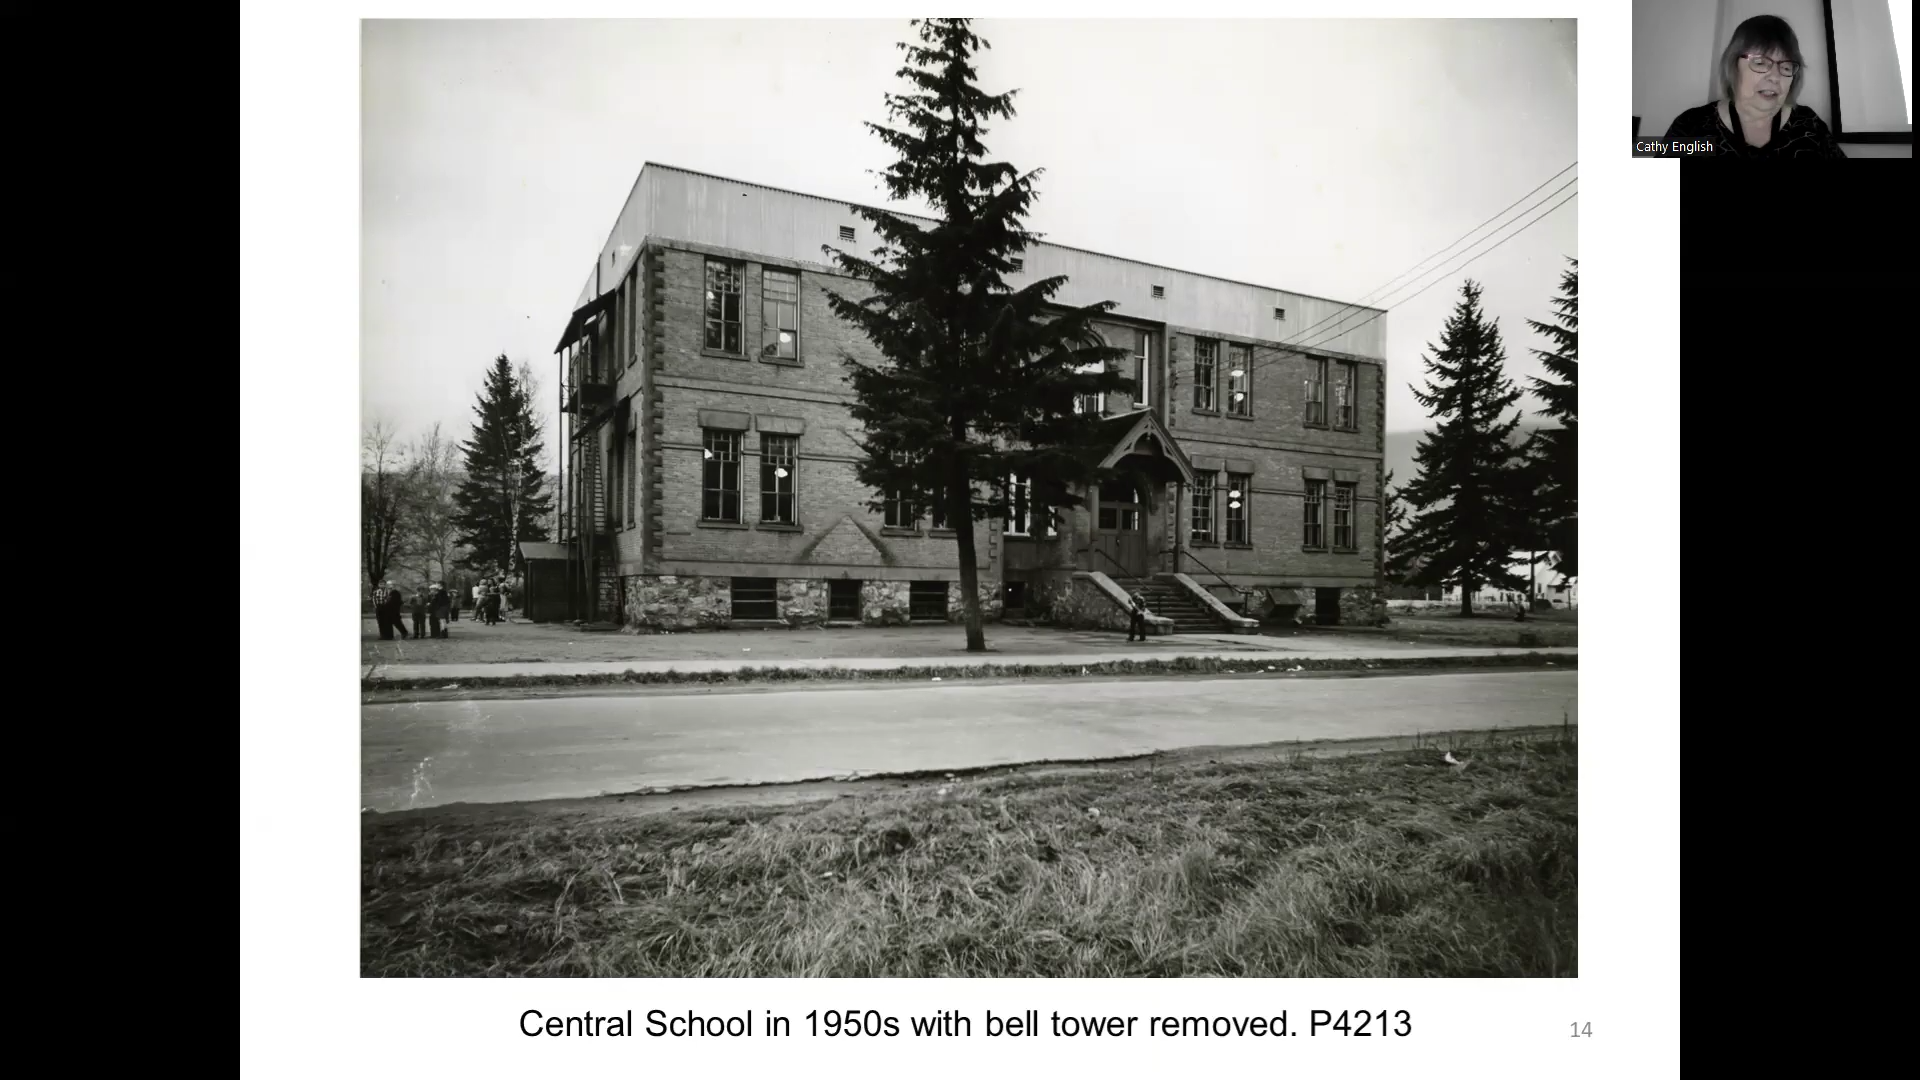 Cathy English
Central School in 1950s with bell tower removed. P4213
14